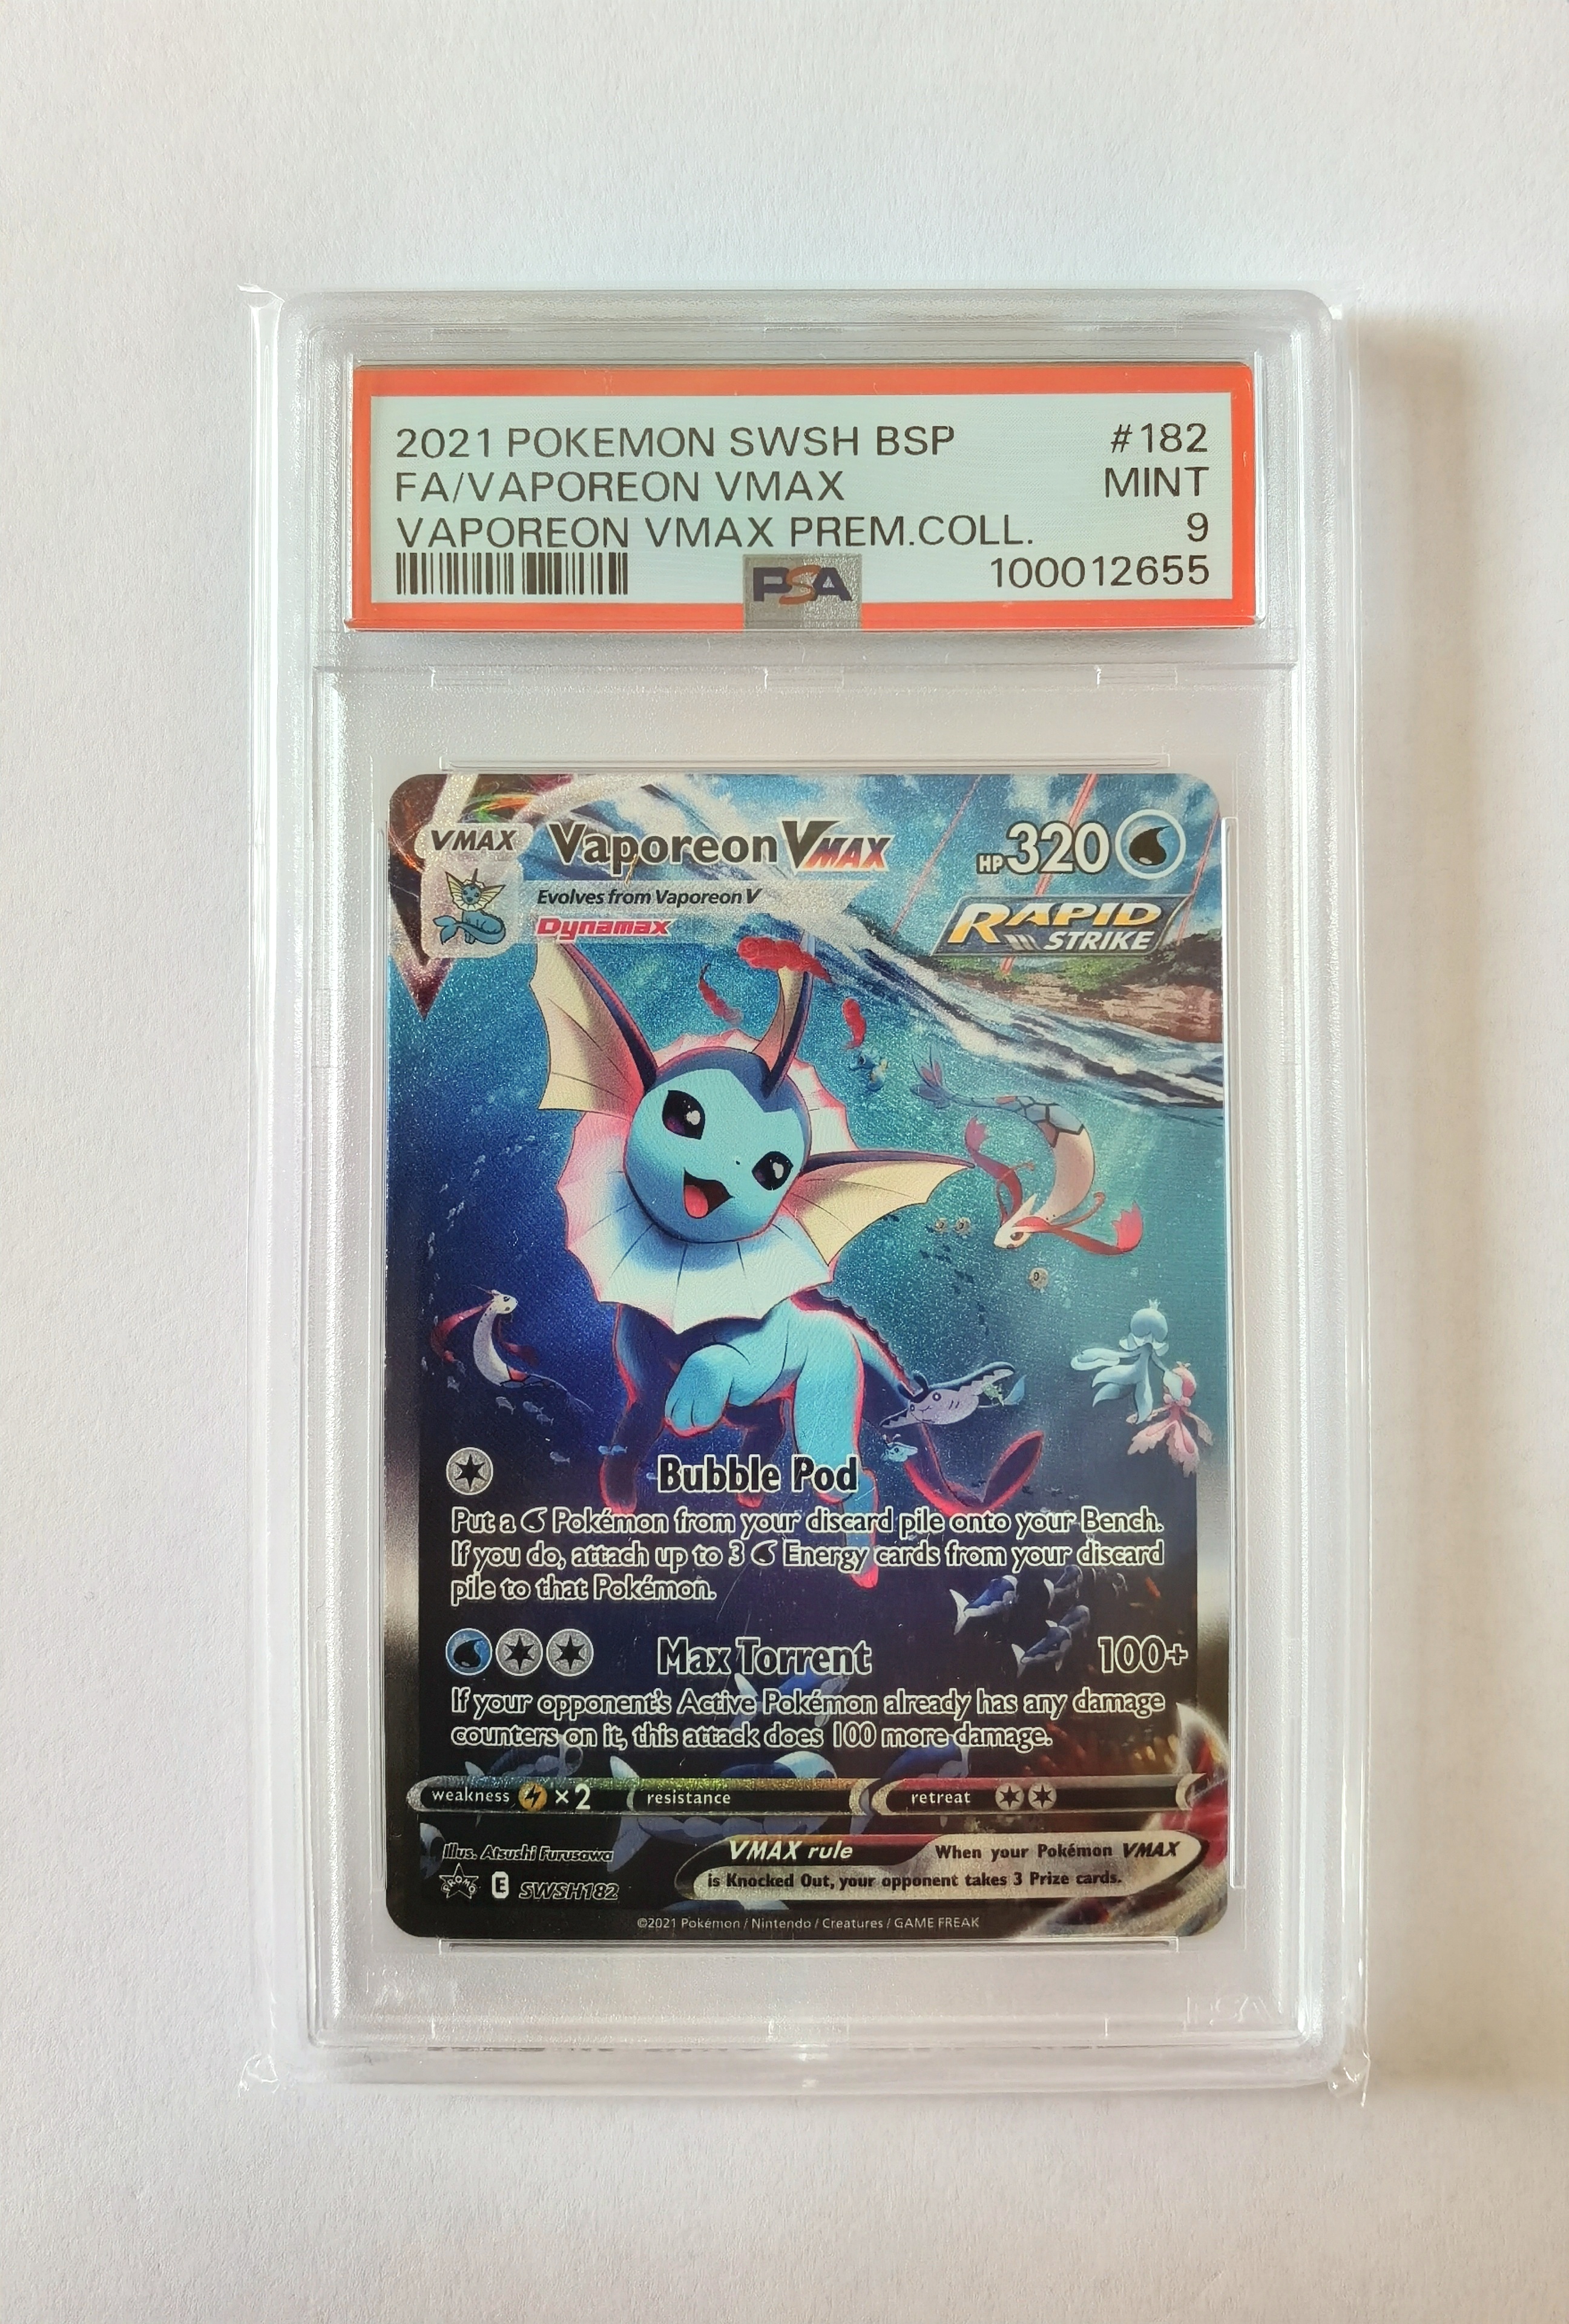 2021 POKEMON SWSH BSP #182
FA/VAPOREON VMAX MINT
VAPOREON VMAX PREM.COLL. 9
PSA 100012655
VMAX Vaporeon VMAX HP 320
Evolves from Vaporeon V
Dynamax
RAPID
STRIKE
Bubble Pod
Put a Pokémon from your discard pile onto your Bench.
If you do, attach up to 3 Energy cards from your discard
pile to that Pokémon.
Max Torrent 100+
If your opponent's Active Pokémon already has any damage
counters on it, this attack does 100 more damage.
weakness ×2 resistance retreat
Illus. Atsushi Furusawa
PROMO E SWSH182
VMAX rule When your Pokémon VMAX
is Knocked Out, your opponent takes 3 Prize cards.
©2021 Pokémon / Nintendo / Creatures / GAME FREAK
PSA